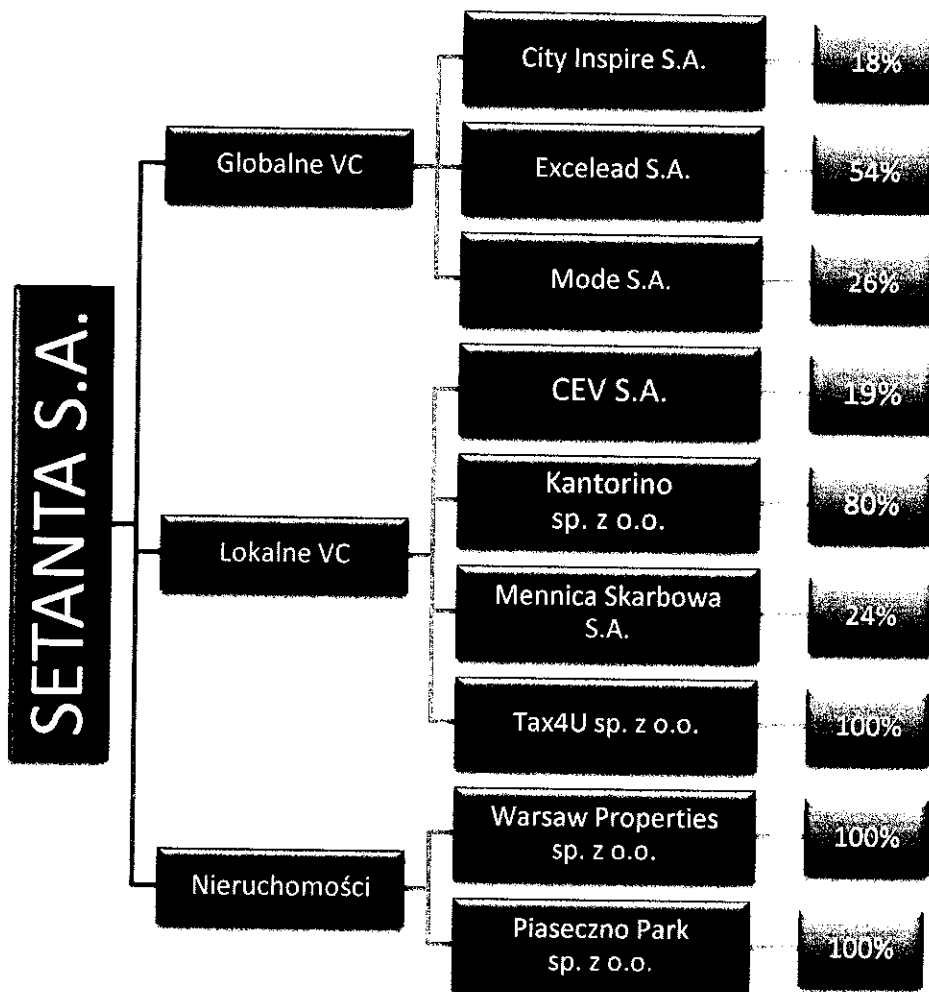 SETANTA S.A.
Globalne VC
City Inspire S.A.
18%
Excelead S.A.
54%
Mode S.A.
26%
Lokalne VC
CEV S.A.
19%
Kantorino
sp. z o.o.
80%
Mennica Skarbowa
S.A.
24%
Tax4U sp. z o.o.
100%
Nieruchomości
Warsaw Properties
sp. z o.o.
100%
Piaseczno Park
sp. z o.o.
100%